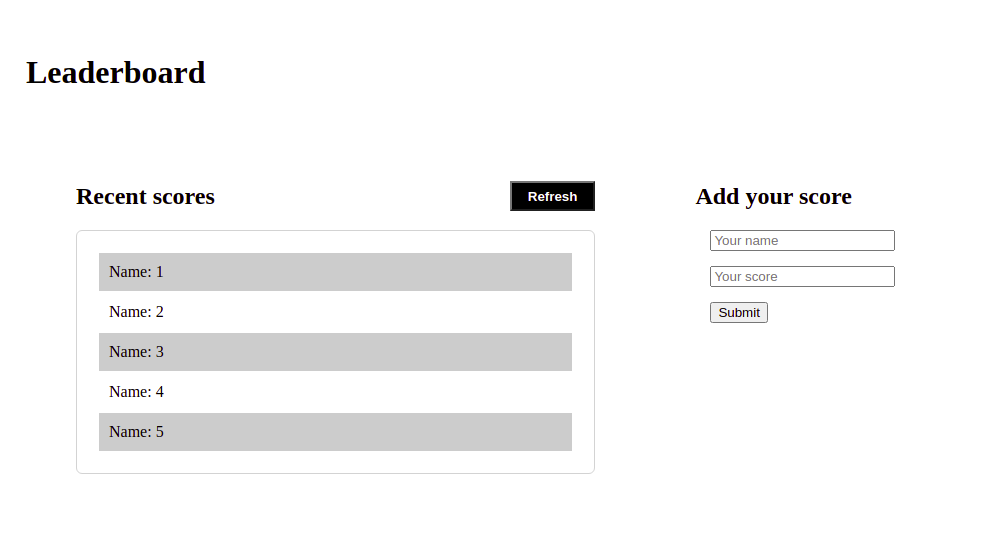 Leaderboard
Recent scores
Refresh
Name: 1
Name: 2
Name: 3
Name: 4
Name: 5
Add your score
Your name
Your score
Submit